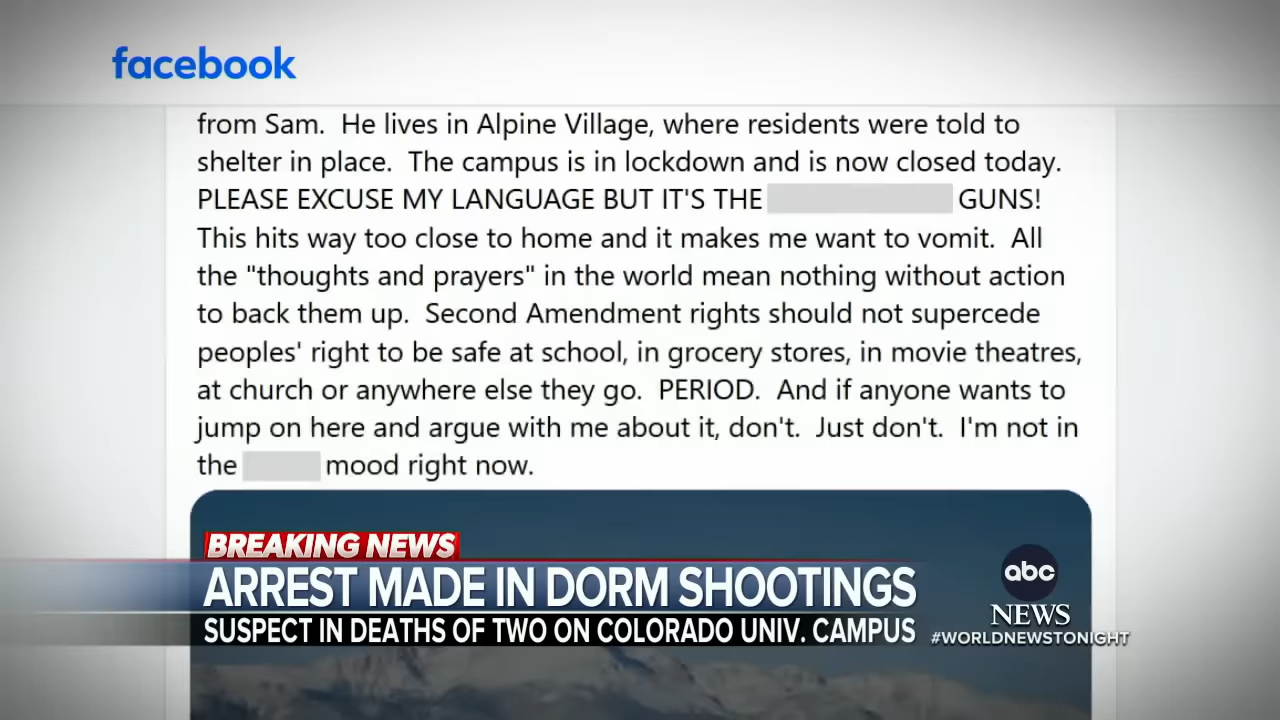 facebook
from Sam. He lives in Alpine Village, where residents were told to
shelter in place. The campus is in lockdown and is now closed today.
PLEASE EXCUSE MY LANGUAGE BUT IT'S THE GUNS!
This hits way too close to home and it makes me want to vomit. All
the "thoughts and prayers" in the world mean nothing without action
to back them up. Second Amendment rights should not supercede
peoples' right to be safe at school, in grocery stores, in movie theatres,
at church or anywhere else they go. PERIOD. And if anyone wants to
jump on here and argue with me about it, don't. Just don't. I'm not in
the mood right now.
BREAKING NEWS
ARREST MADE IN DORM SHOOTINGS
SUSPECT IN DEATHS OF TWO ON COLORADO UNIV. CAMPUS
abc
NEWS
#WORLDNEWSTONIGHT